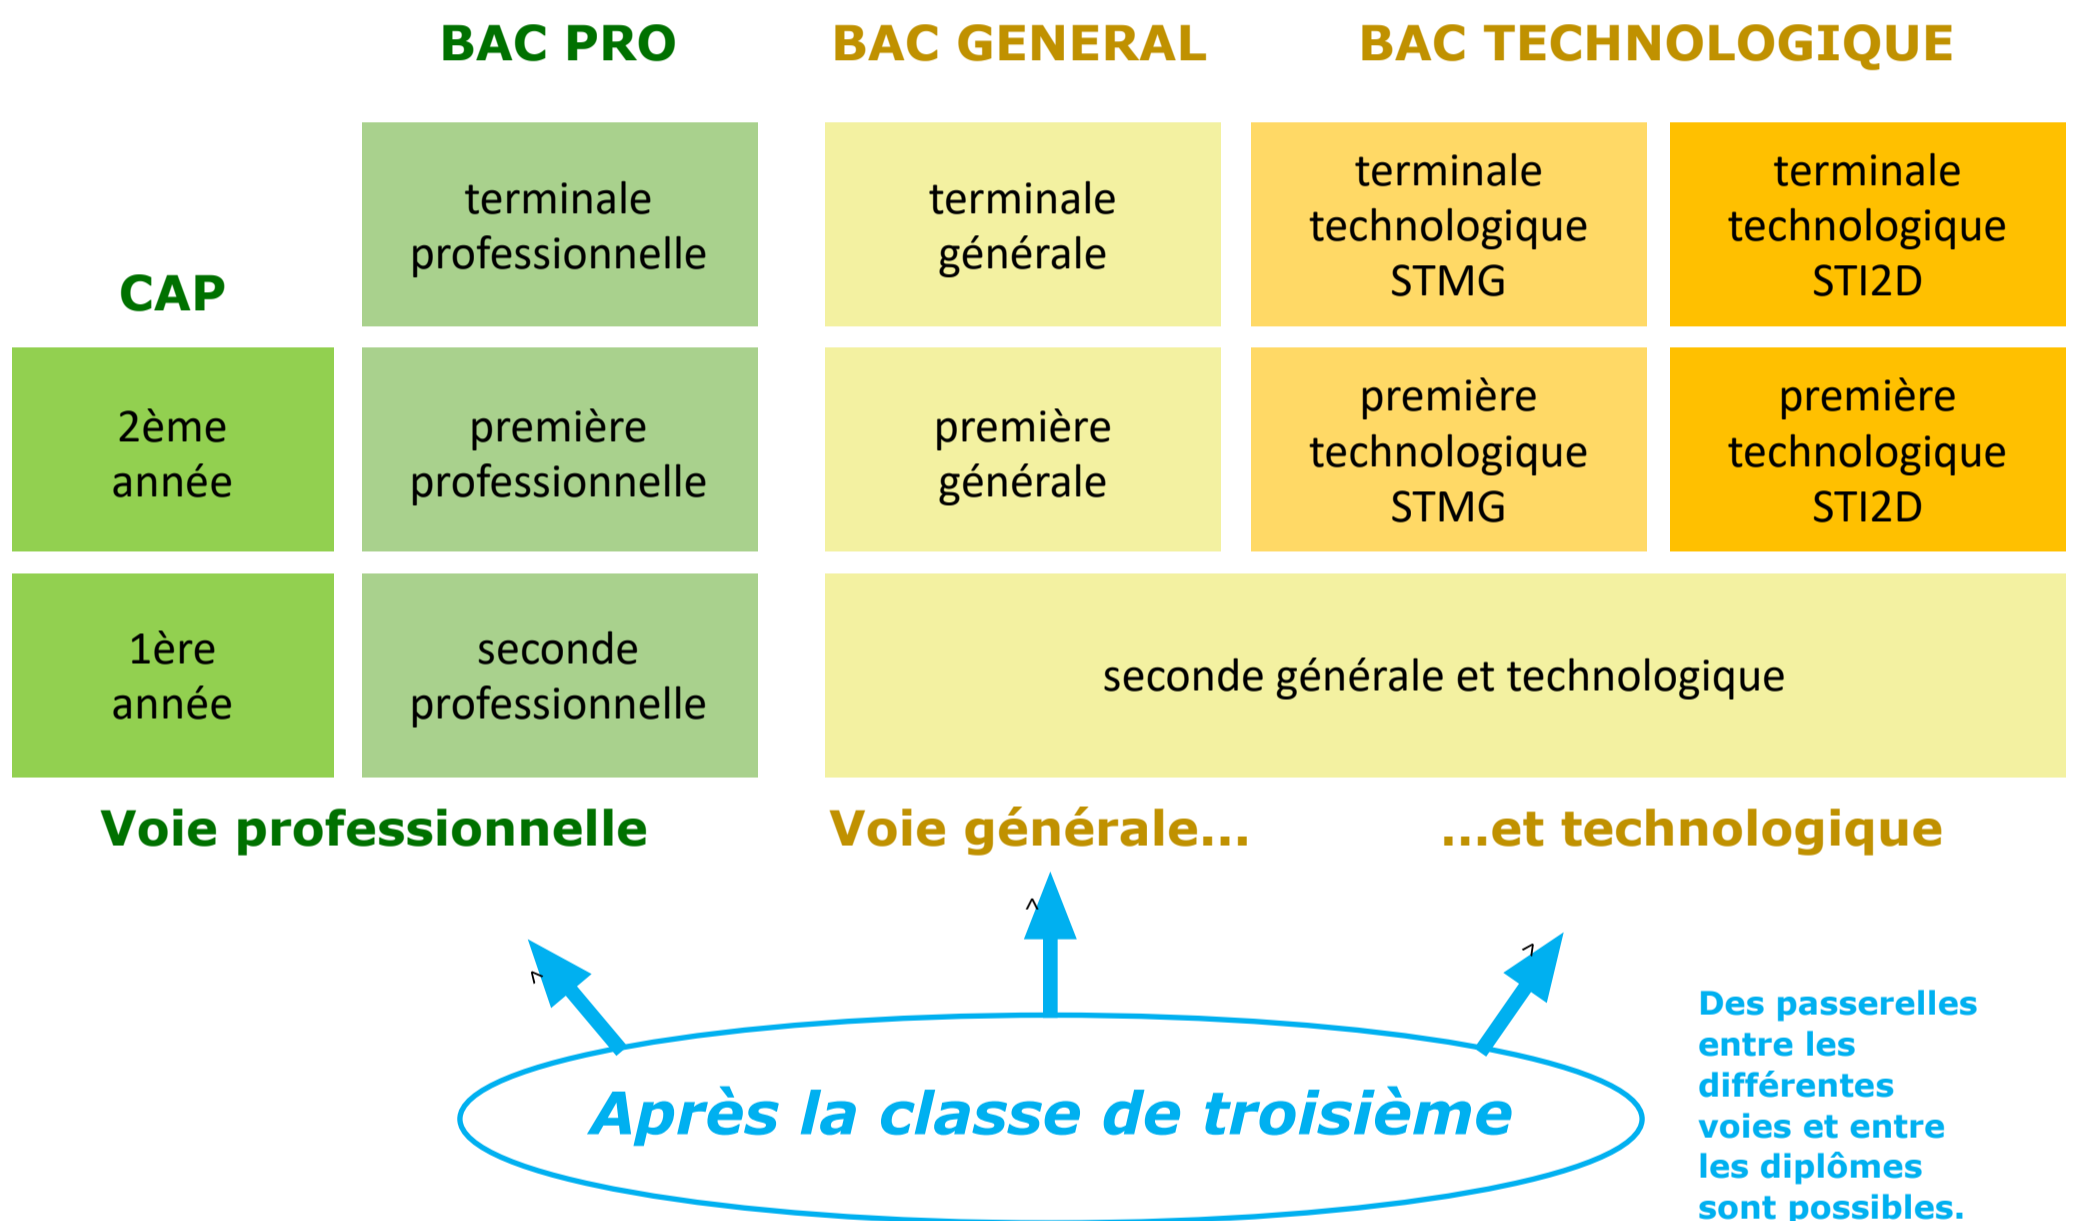 BAC PRO
BAC GENERAL
BAC TECHNOLOGIQUE
terminale
professionnelle
terminale
générale
terminale
technologique
STMG
terminale
technologique
STI2D
CAP
2ème
année
première
professionnelle
première
générale
première
technologique
STMG
première
technologique
STI2D
1ère
année
seconde
professionnelle
seconde générale et technologique
Voie professionnelle
Voie générale...
...et technologique
Après la classe de troisième
Des passerelles
entre les
différentes
voies et entre
les diplômes
sont possibles.